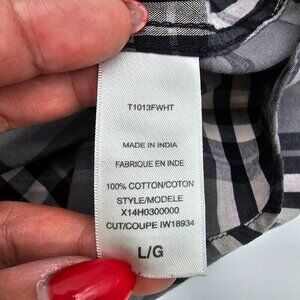 T1013FWHT
MADE IN INDIA
FABRIQUE EN INDE
100% COTTON/COTON
STYLE/MODELE
X14H0300000
CUT/COUPE IW18934
L/G